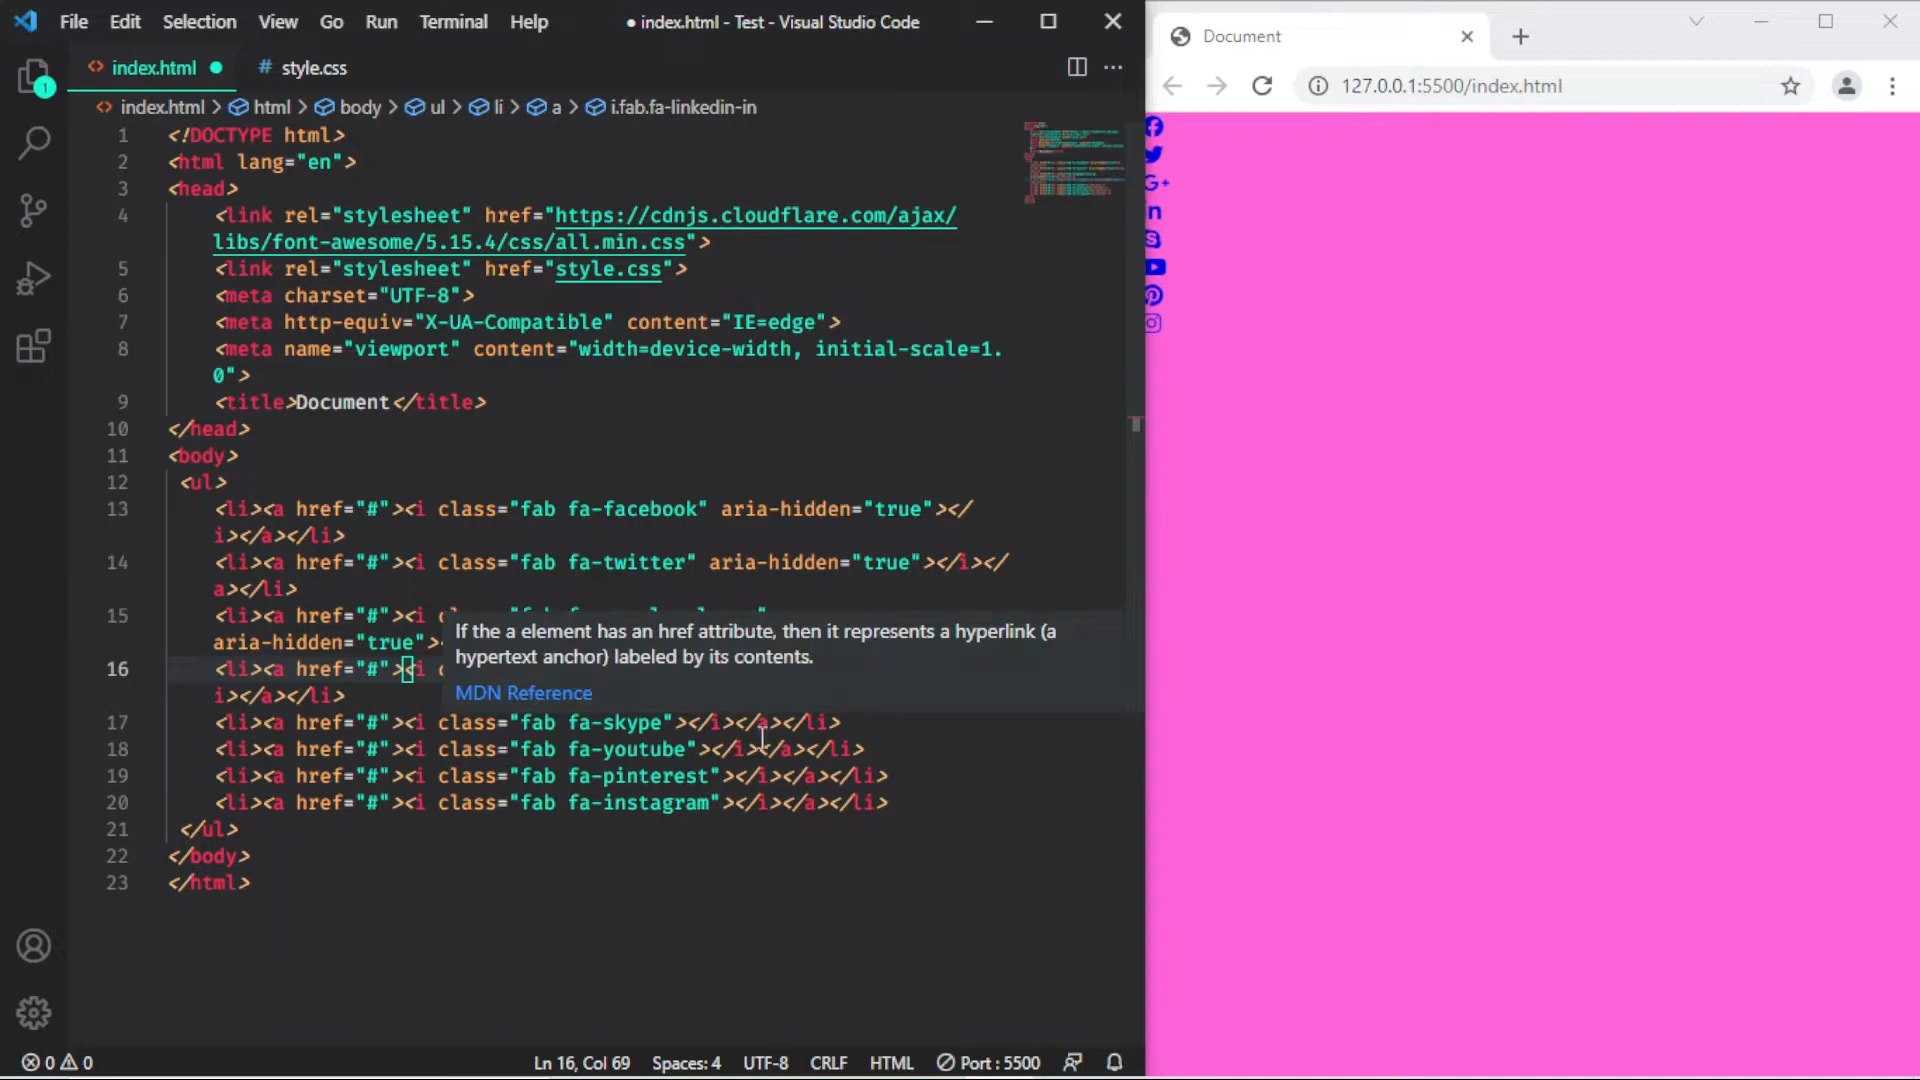 File Edit Selection View Go Run Terminal Help ● index.html - Test - Visual Studio Code
index.html ● # style.css
1
index.html > html > body > ul > li > a > i.fab.fa-linkedin-in
1 <!DOCTYPE html>
2 <html lang="en">
3 <head>
4 <link rel="stylesheet" href="https://cdnjs.cloudflare.com/ajax/
libs/font-awesome/5.15.4/css/all.min.css">
5 <link rel="stylesheet" href="style.css">
6 <meta charset="UTF-8">
7 <meta http-equiv="X-UA-Compatible" content="IE=edge">
8 <meta name="viewport" content="width=device-width, initial-scale=1.
0">
9 <title>Document</title>
10 </head>
11 <body>
12 <ul>
13 <li><a href="#"><i class="fab fa-facebook" aria-hidden="true"></
i></a></li>
14 <li><a href="#"><i class="fab fa-twitter" aria-hidden="true"></i></
a></li>
15 <li><a href="#"><i
aria-hidden="true">
16 <li><a href="#"><i
i></a></li>
If the a element has an href attribute, then it represents a hyperlink (a
hypertext anchor) labeled by its contents.
MDN Reference
17 <li><a href="#"><i class="fab fa-skype"></i></a></li>
18 <li><a href="#"><i class="fab fa-youtube"></i></a></li>
19 <li><a href="#"><i class="fab fa-pinterest"></i></a></li>
20 <li><a href="#"><i class="fab fa-instagram"></i></a></li>
21 </ul>
22 </body>
23 </html>
0 0 Ln 16, Col 69 Spaces: 4 UTF-8 CRLF HTML Port : 5500
Document
127.0.0.1:5500/index.html
G+
in